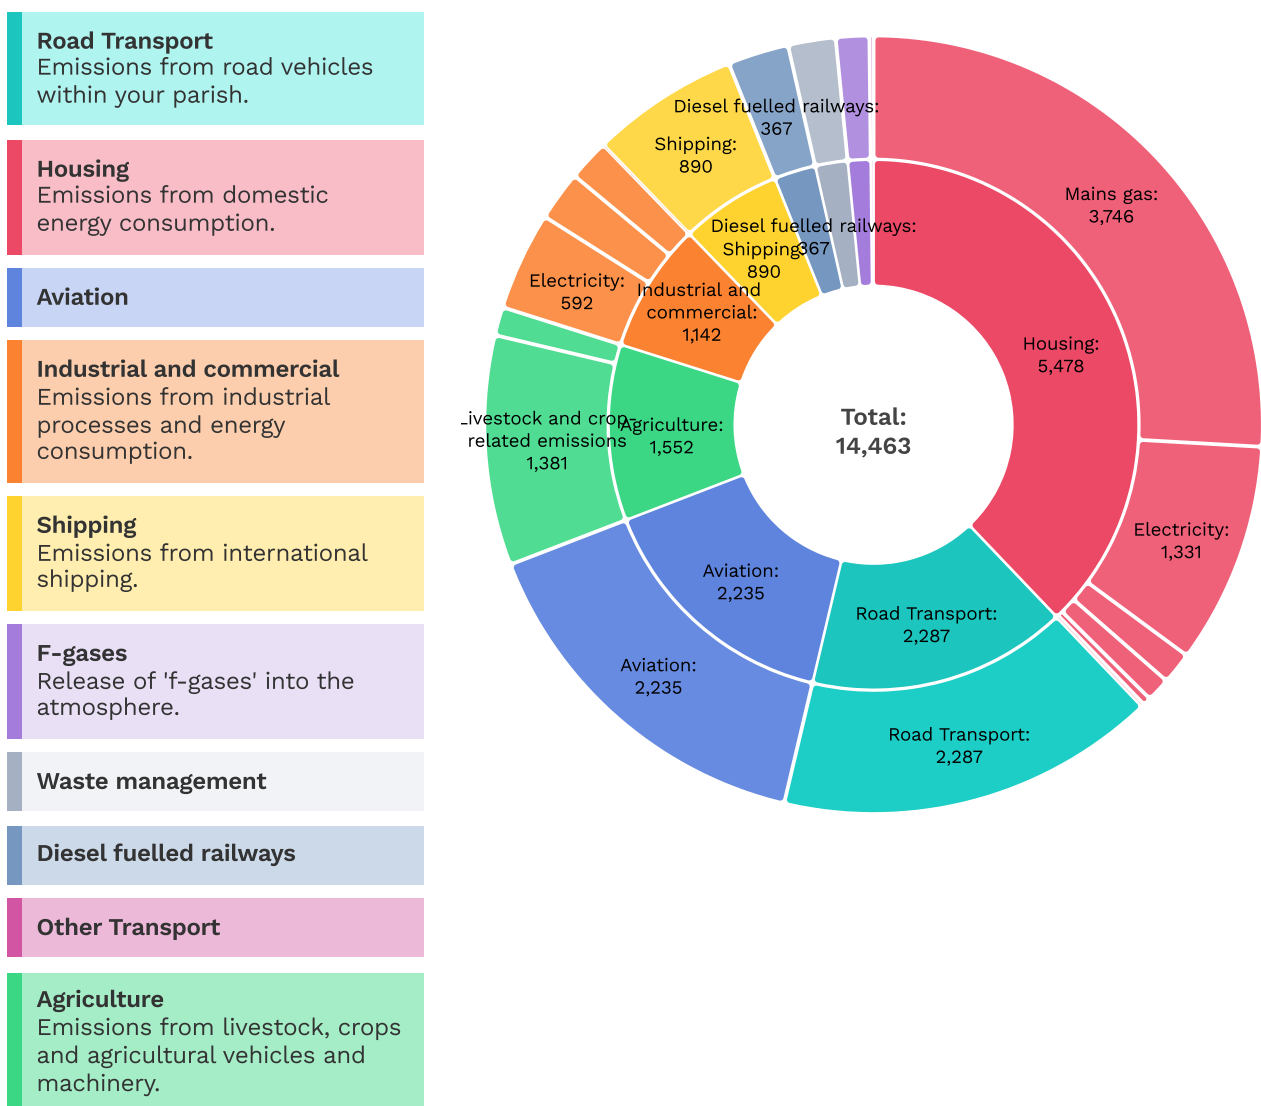 Road Transport
Emissions from road vehicles
within your parish.
Housing
Emissions from domestic
energy consumption.
Aviation
Industrial and commercial
Emissions from industrial
processes and energy
consumption.
Shipping
Emissions from international
shipping.
F-gases
Release of 'f-gases' into the
atmosphere.
Waste management
Diesel fuelled railways
Other Transport
Agriculture
Emissions from livestock, crops
and agricultural vehicles and
machinery.
Diesel fuelled railways:
367
Shipping:
890
Mains gas:
3,746
Diesel fuelled railways:
367
Shipping:
890
Electricity:
592
Industrial and
commercial:
1,142
Housing:
5,478
Livestock and crop-
related emissions
1,381
Agriculture:
1,552
Total:
14,463
Electricity:
1,331
Aviation:
2,235
Road Transport:
2,287
Aviation:
2,235
Road Transport:
2,287